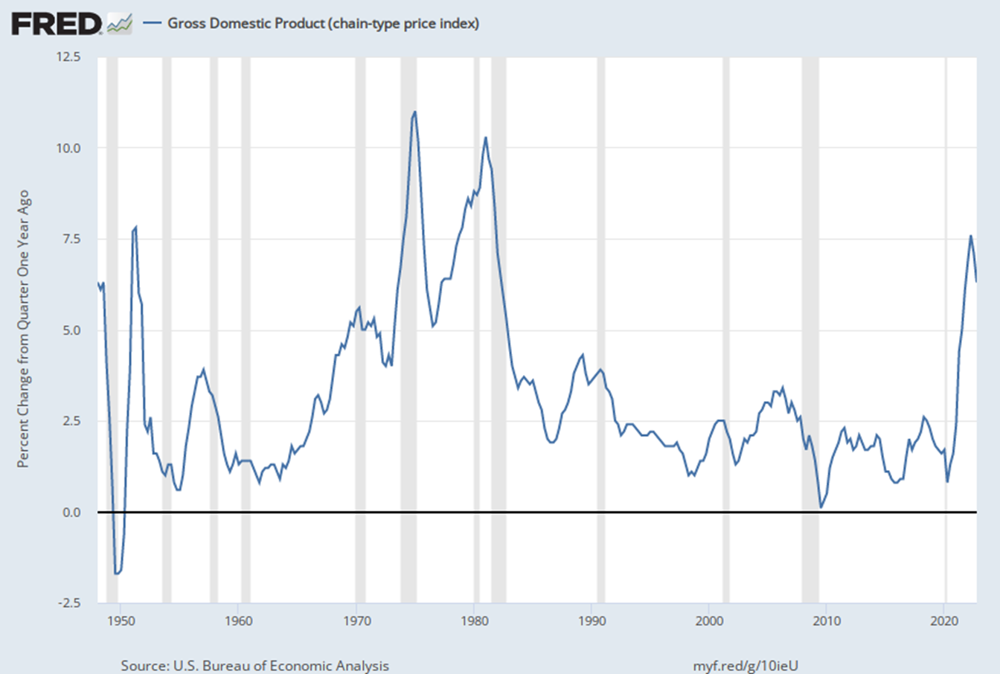 FRED — Gross Domestic Product (chain-type price index)
12.5
10.0
7.5
5.0
2.5
0.0
-2.5
Percent Change from Quarter One Year Ago
1950 1960 1970 1980 1990 2000 2010 2020
Source: U.S. Bureau of Economic Analysis myf.red/g/10ieU